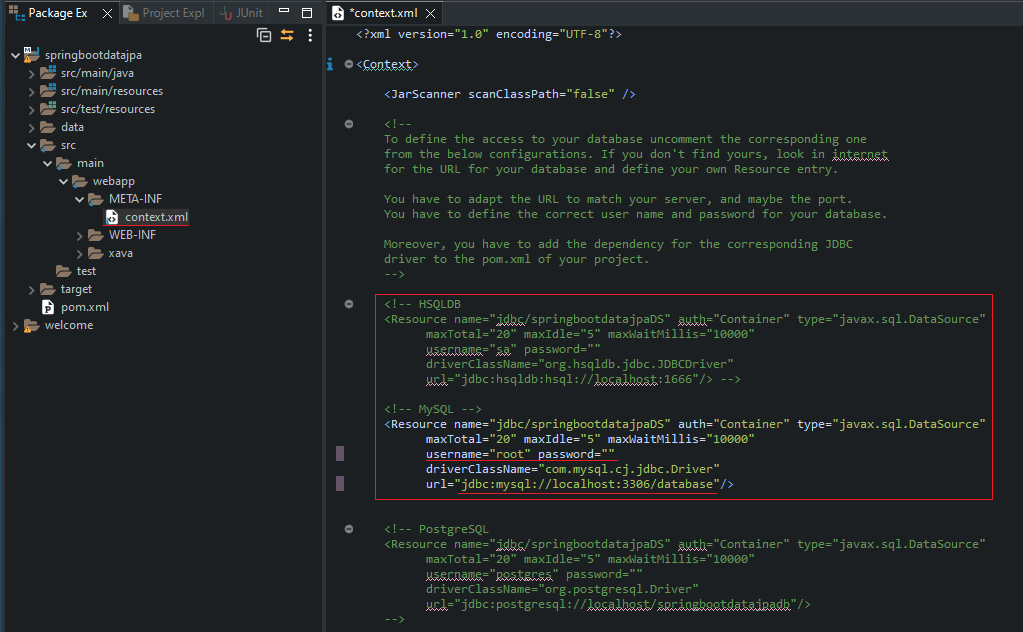 Package Ex
Project Expl
JUnit
*context.xml
springbootdatajpa
src/main/java
src/main/resources
src/test/resources
data
src
main
webapp
META-INF
context.xml
WEB-INF
xava
test
target
pom.xml
welcome
<?xml version="1.0" encoding="UTF-8"?>
<Context>
<JarScanner scanClassPath="false" />
<!--
To define the access to your database uncomment the corresponding one
from the below configurations. If you don't find yours, look in internet
for the URL for your database and define your own Resource entry.
You have to adapt the URL to match your server, and maybe the port.
You have to define the correct user name and password for your database.
Moreover, you have to add the dependency for the corresponding JDBC
driver to the pom.xml of your project.
-->
<!-- HSQLDB
<Resource name="jdbc/springbootdatajpaDS" auth="Container" type="javax.sql.DataSource"
maxTotal="20" maxIdle="5" maxWaitMillis="10000"
username="sa" password=""
driverClassName="org.hsqldb.jdbc.JDBCDriver"
url="jdbc:hsqldb:hsql://localhost:1666"/> -->
<!-- MySQL -->
<Resource name="jdbc/springbootdatajpaDS" auth="Container" type="javax.sql.DataSource"
maxTotal="20" maxIdle="5" maxWaitMillis="10000"
username="root" password=""
driverClassName="com.mysql.cj.jdbc.Driver"
url="jdbc:mysql://localhost:3306/database"/>
<!-- PostgreSQL
<Resource name="jdbc/springbootdatajpaDS" auth="Container" type="javax.sql.DataSource"
maxTotal="20" maxIdle="5" maxWaitMillis="10000"
username="postgres" password=""
driverClassName="org.postgresql.Driver"
url="jdbc:postgresql://localhost/springbootdatajpadb"/>
-->